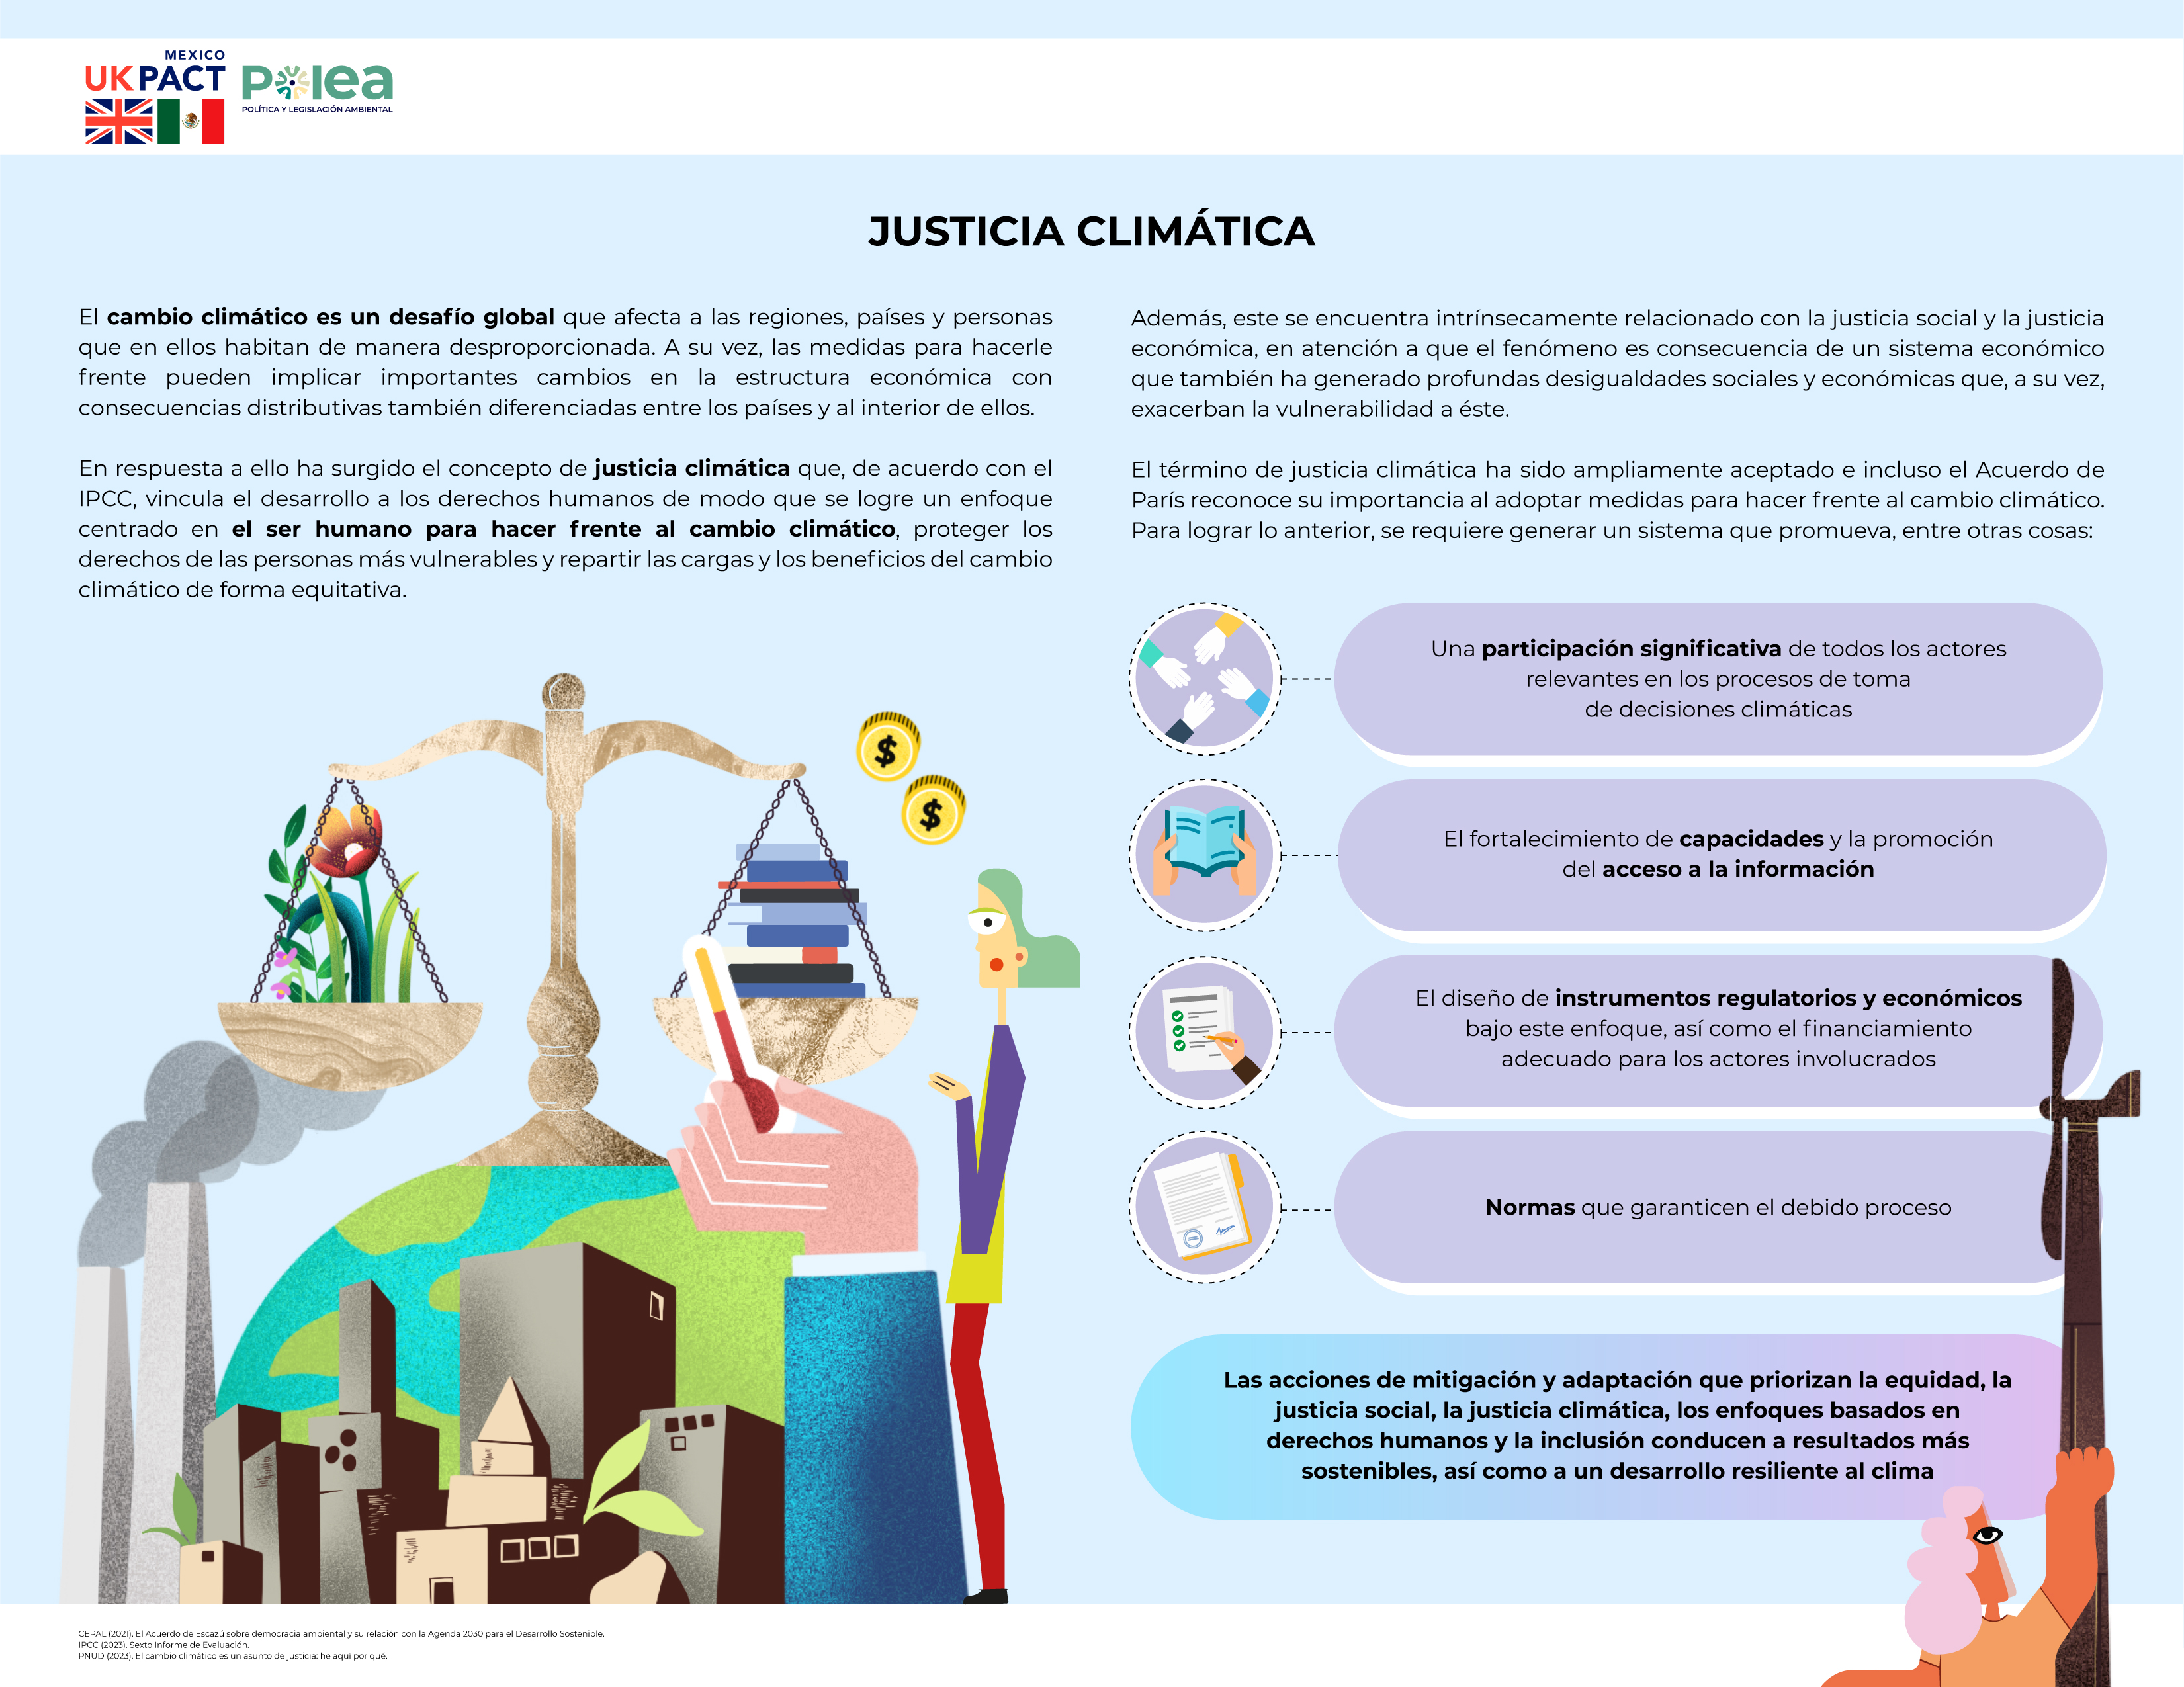 MEXICO
UK PACT
Polea
POLÍTICA Y LEGISLACIÓN AMBIENTAL
JUSTICIA CLIMÁTICA
El cambio climático es un desafío global que afecta a las regiones, países y personas
que en ellos habitan de manera desproporcionada. A su vez, las medidas para hacerle
frente pueden implicar importantes cambios en la estructura económica con
consecuencias distributivas también diferenciadas entre los países y al interior de ellos.
En respuesta a ello ha surgido el concepto de justicia climática que, de acuerdo con el
IPCC, vincula el desarrollo a los derechos humanos de modo que se logre un enfoque
centrado en el ser humano para hacer frente al cambio climático, proteger los
derechos de las personas más vulnerables y repartir las cargas y los beneficios del cambio
climático de forma equitativa.
Además, este se encuentra intrínsecamente relacionado con la justicia social y la justicia
económica, en atención a que el fenómeno es consecuencia de un sistema económico
que también ha generado profundas desigualdades sociales y económicas que, a su vez,
exacerban la vulnerabilidad a éste.
El término de justicia climática ha sido ampliamente aceptado e incluso el Acuerdo de
París reconoce su importancia al adoptar medidas para hacer frente al cambio climático.
Para lograr lo anterior, se requiere generar un sistema que promueva, entre otras cosas:
Una participación significativa de todos los actores
relevantes en los procesos de toma
de decisiones climáticas
El fortalecimiento de capacidades y la promoción
del acceso a la información
El diseño de instrumentos regulatorios y económicos
bajo este enfoque, así como el financiamiento
adecuado para los actores involucrados
Normas que garanticen el debido proceso
Las acciones de mitigación y adaptación que priorizan la equidad, la
justicia social, la justicia climática, los enfoques basados en
derechos humanos y la inclusión conducen a resultados más
sostenibles, así como a un desarrollo resiliente al clima
$
$
CEPAL (2021). El Acuerdo de Escazú sobre democracia ambiental y su relación con la Agenda 2030 para el Desarrollo Sostenible.
IPCC (2023). Sexto Informe de Evaluación.
PNUD (2023). El cambio climático es un asunto de justicia: he aquí por qué.